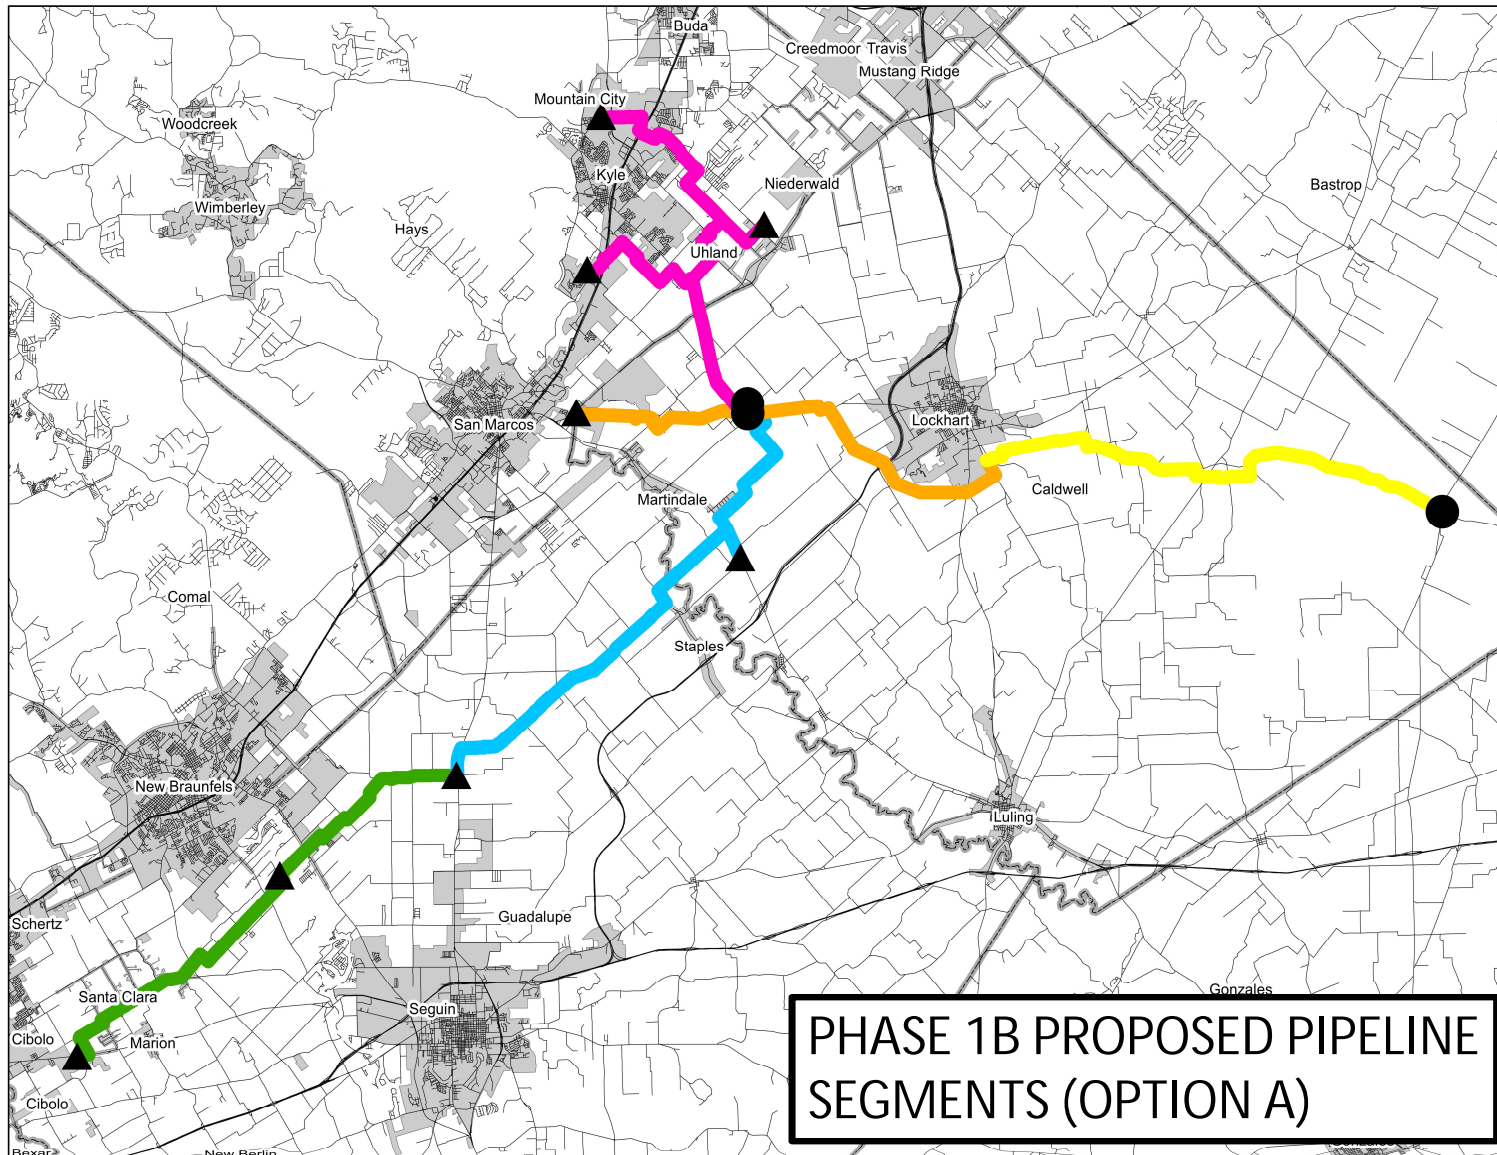 Buda
Creedmoor Travis
Mustang Ridge
Mountain City
Woodcreek
Kyle
Niederwald
Bastrop
Wimberley
Hays
Uhland
San Marcos
Lockhart
Caldwell
Martindale
Comal
Staples
New Braunfels
Luling
Guadalupe
Schertz
Gonzales
Santa Clara
Seguin
Cibolo
Marion
PHASE 1B PROPOSED PIPELINE
SEGMENTS (OPTION A)
Cibolo
Bexar
New Berlin
Gonzales